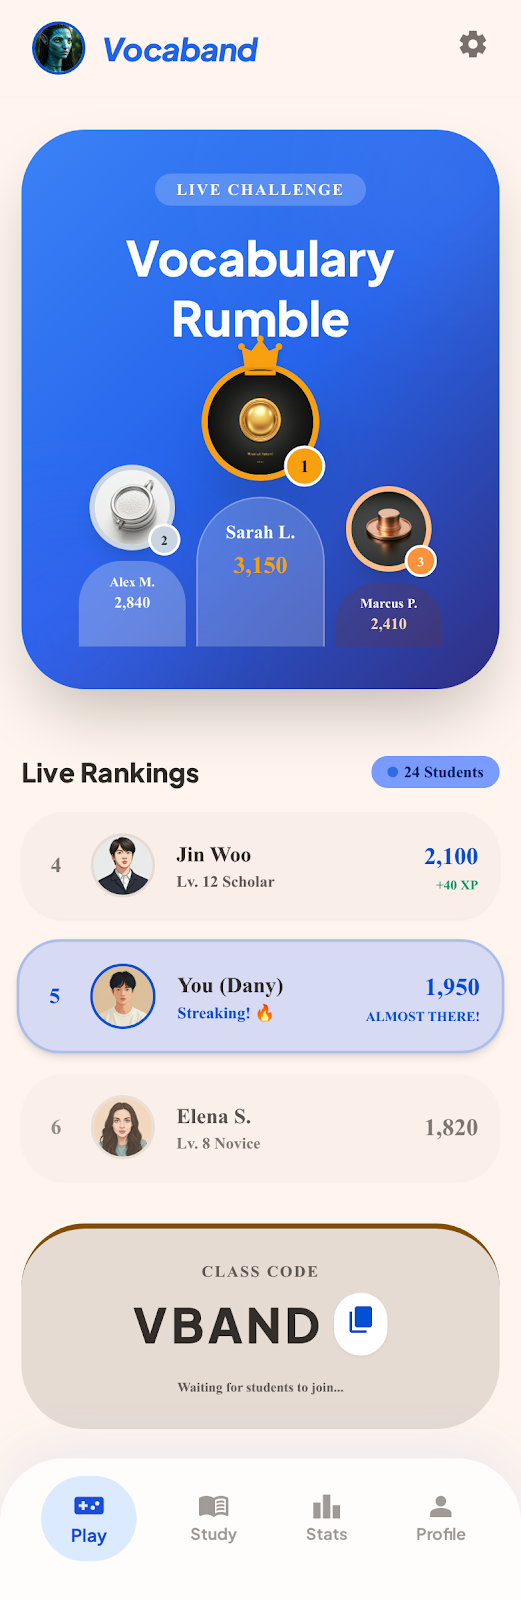 Vocaband
LIVE CHALLENGE
Vocabulary
Rumble
1
2
3
Sarah L.
3,150
Alex M.
2,840
Marcus P.
2,410
Live Rankings
24 Students
4
Jin Woo
Lv. 12 Scholar
2,100
+40 XP
5
You (Dany)
Streaking! 🔥
1,950
ALMOST THERE!
6
Elena S.
Lv. 8 Novice
1,820
CLASS CODE
VBAND
Waiting for students to join...
Play
Study
Stats
Profile